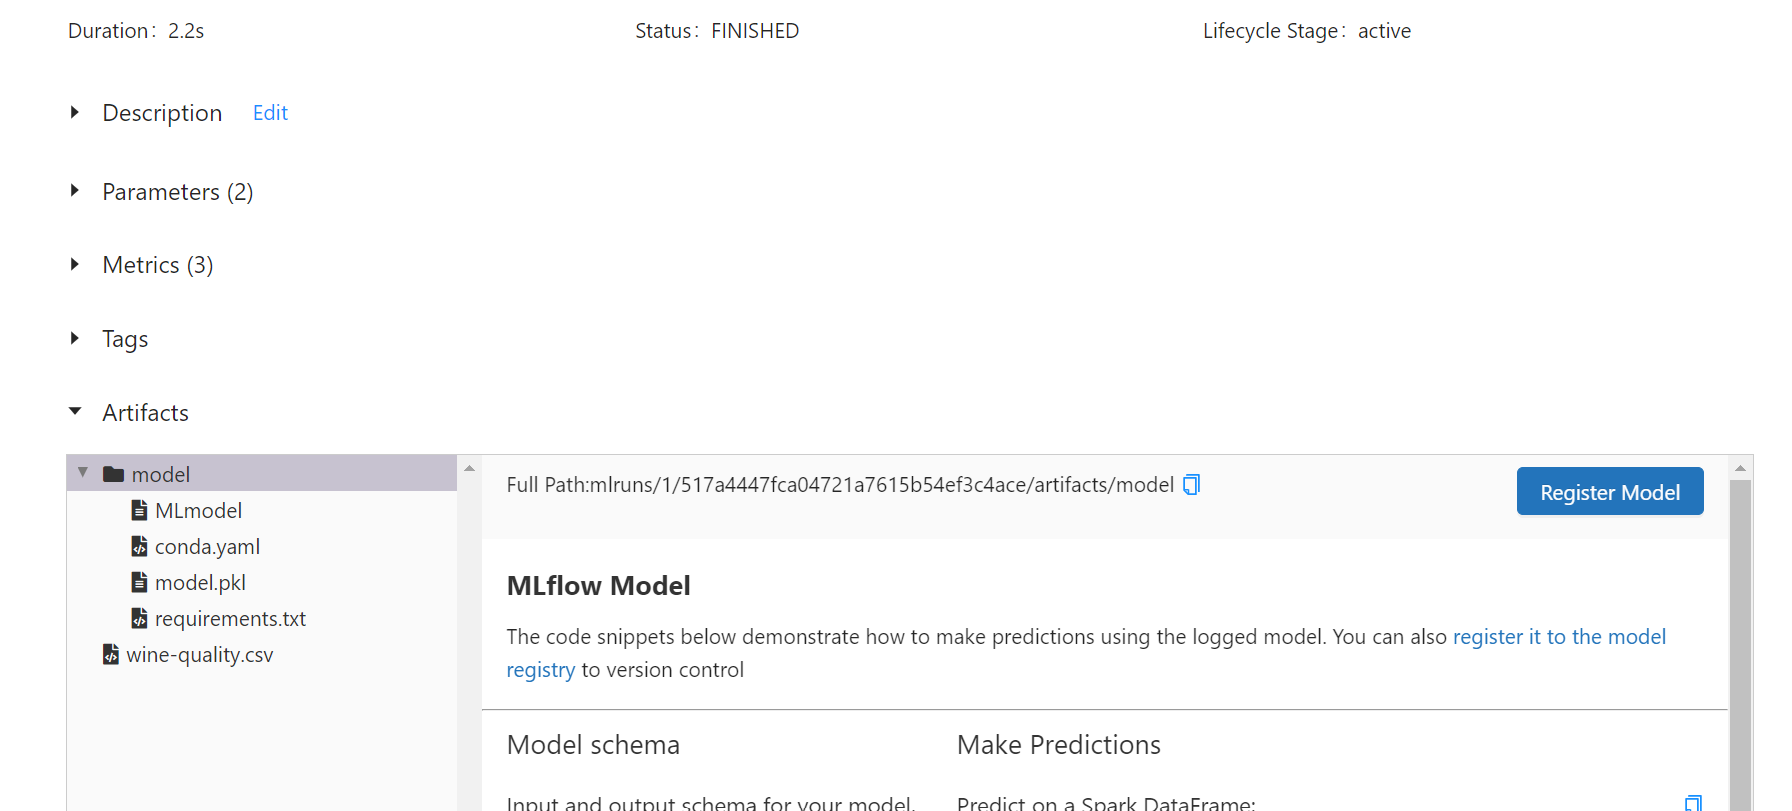 Duration: 2.2s
Status: FINISHED
Lifecycle Stage: active
Description Edit
Parameters (2)
Metrics (3)
Tags
Artifacts
model
MLmodel
conda.yaml
model.pkl
requirements.txt
wine-quality.csv
Full Path:mlruns/1/517a4447fca04721a7615b54ef3c4ace/artifacts/model
Register Model
MLflow Model
The code snippets below demonstrate how to make predictions using the logged model. You can also register it to the model
registry to version control
Model schema
Input and output schema for your model.
Make Predictions
Predict on a Spark DataFrame: